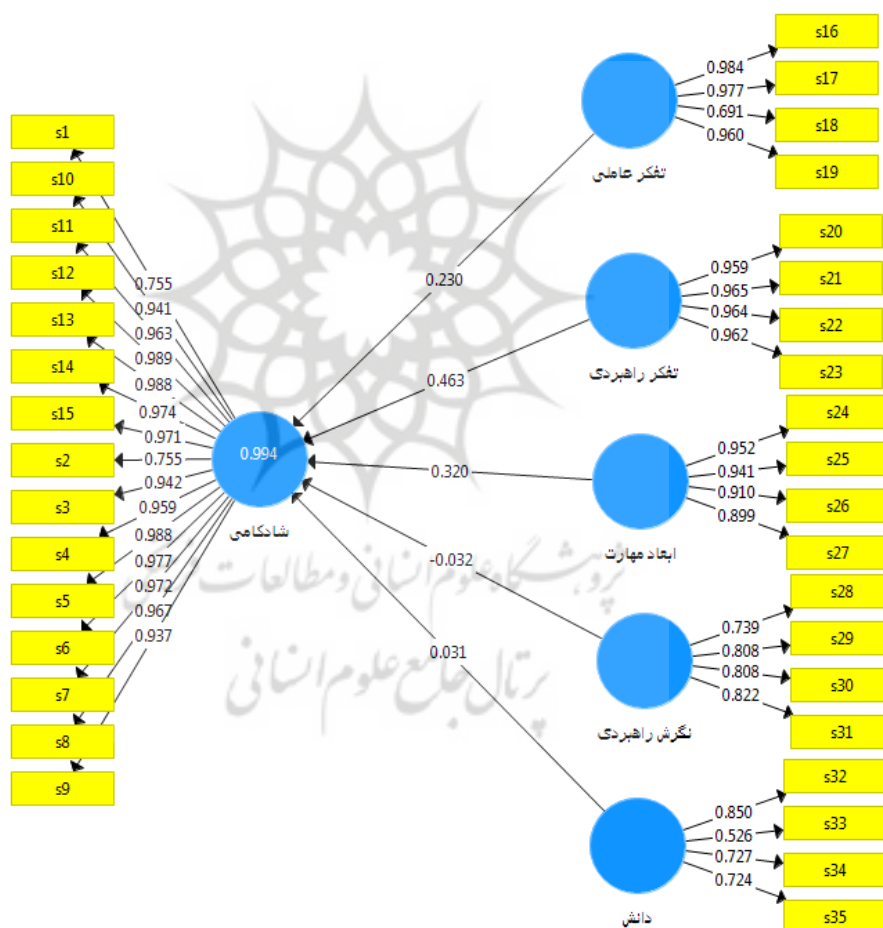 s1
s10
s11
s12
s13
s14
s15
s2
s3
s4
s5
s6
s7
s8
s9
0.755
0.941
0.963
0.989
0.988
0.974
0.971
0.755
0.942
0.959
0.988
0.977
0.972
0.967
0.937
0.994
شادکامی
0.230
0.463
0.320
-0.032
0.031
تفکر عاملی
0.984
0.977
0.691
0.960
s16
s17
s18
s19
تفکر راهبردی
0.959
0.965
0.964
0.962
s20
s21
s22
s23
ابعاد مهارت
0.952
0.941
0.910
0.899
s24
s25
s26
s27
نگرش راهبردی
0.739
0.808
0.808
0.822
s28
s29
s30
s31
دانش
0.850
0.526
0.727
0.724
s32
s33
s34
s35
پژوهشگاه علوم انسانی و مطالعات فرهنگی
پرتال جامع علوم انسانی